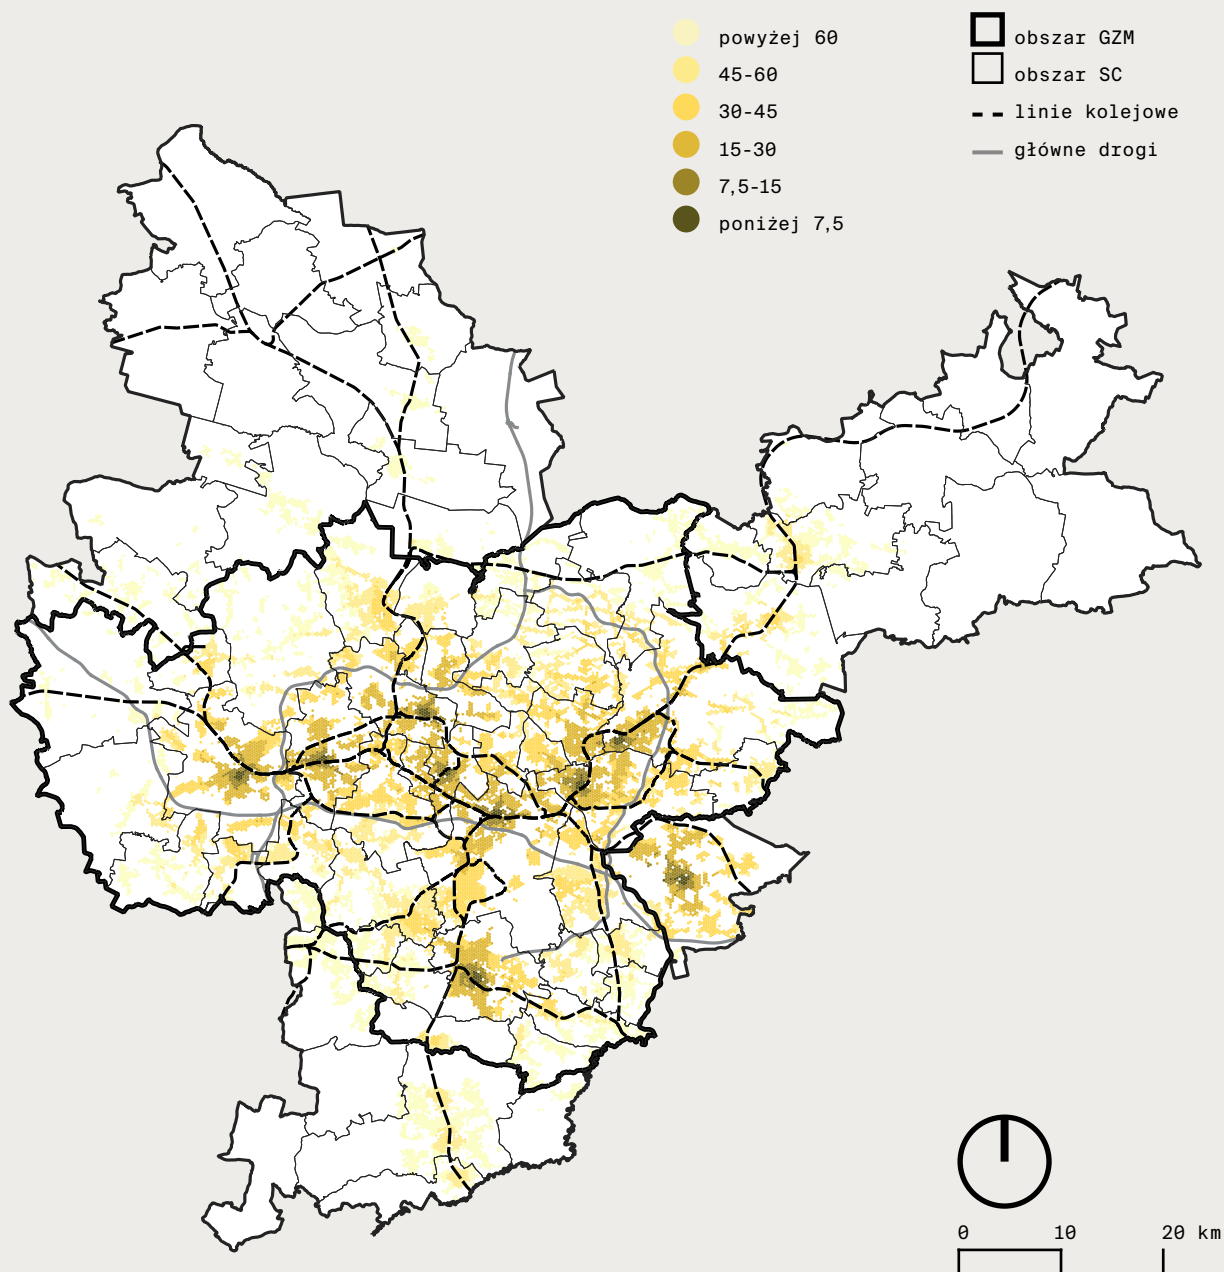 powyżej 60
45-60
30-45
15-30
7,5-15
poniżej 7,5
obszar GZM
obszar SC
linie kolejowe
główne drogi
0 10 20 km